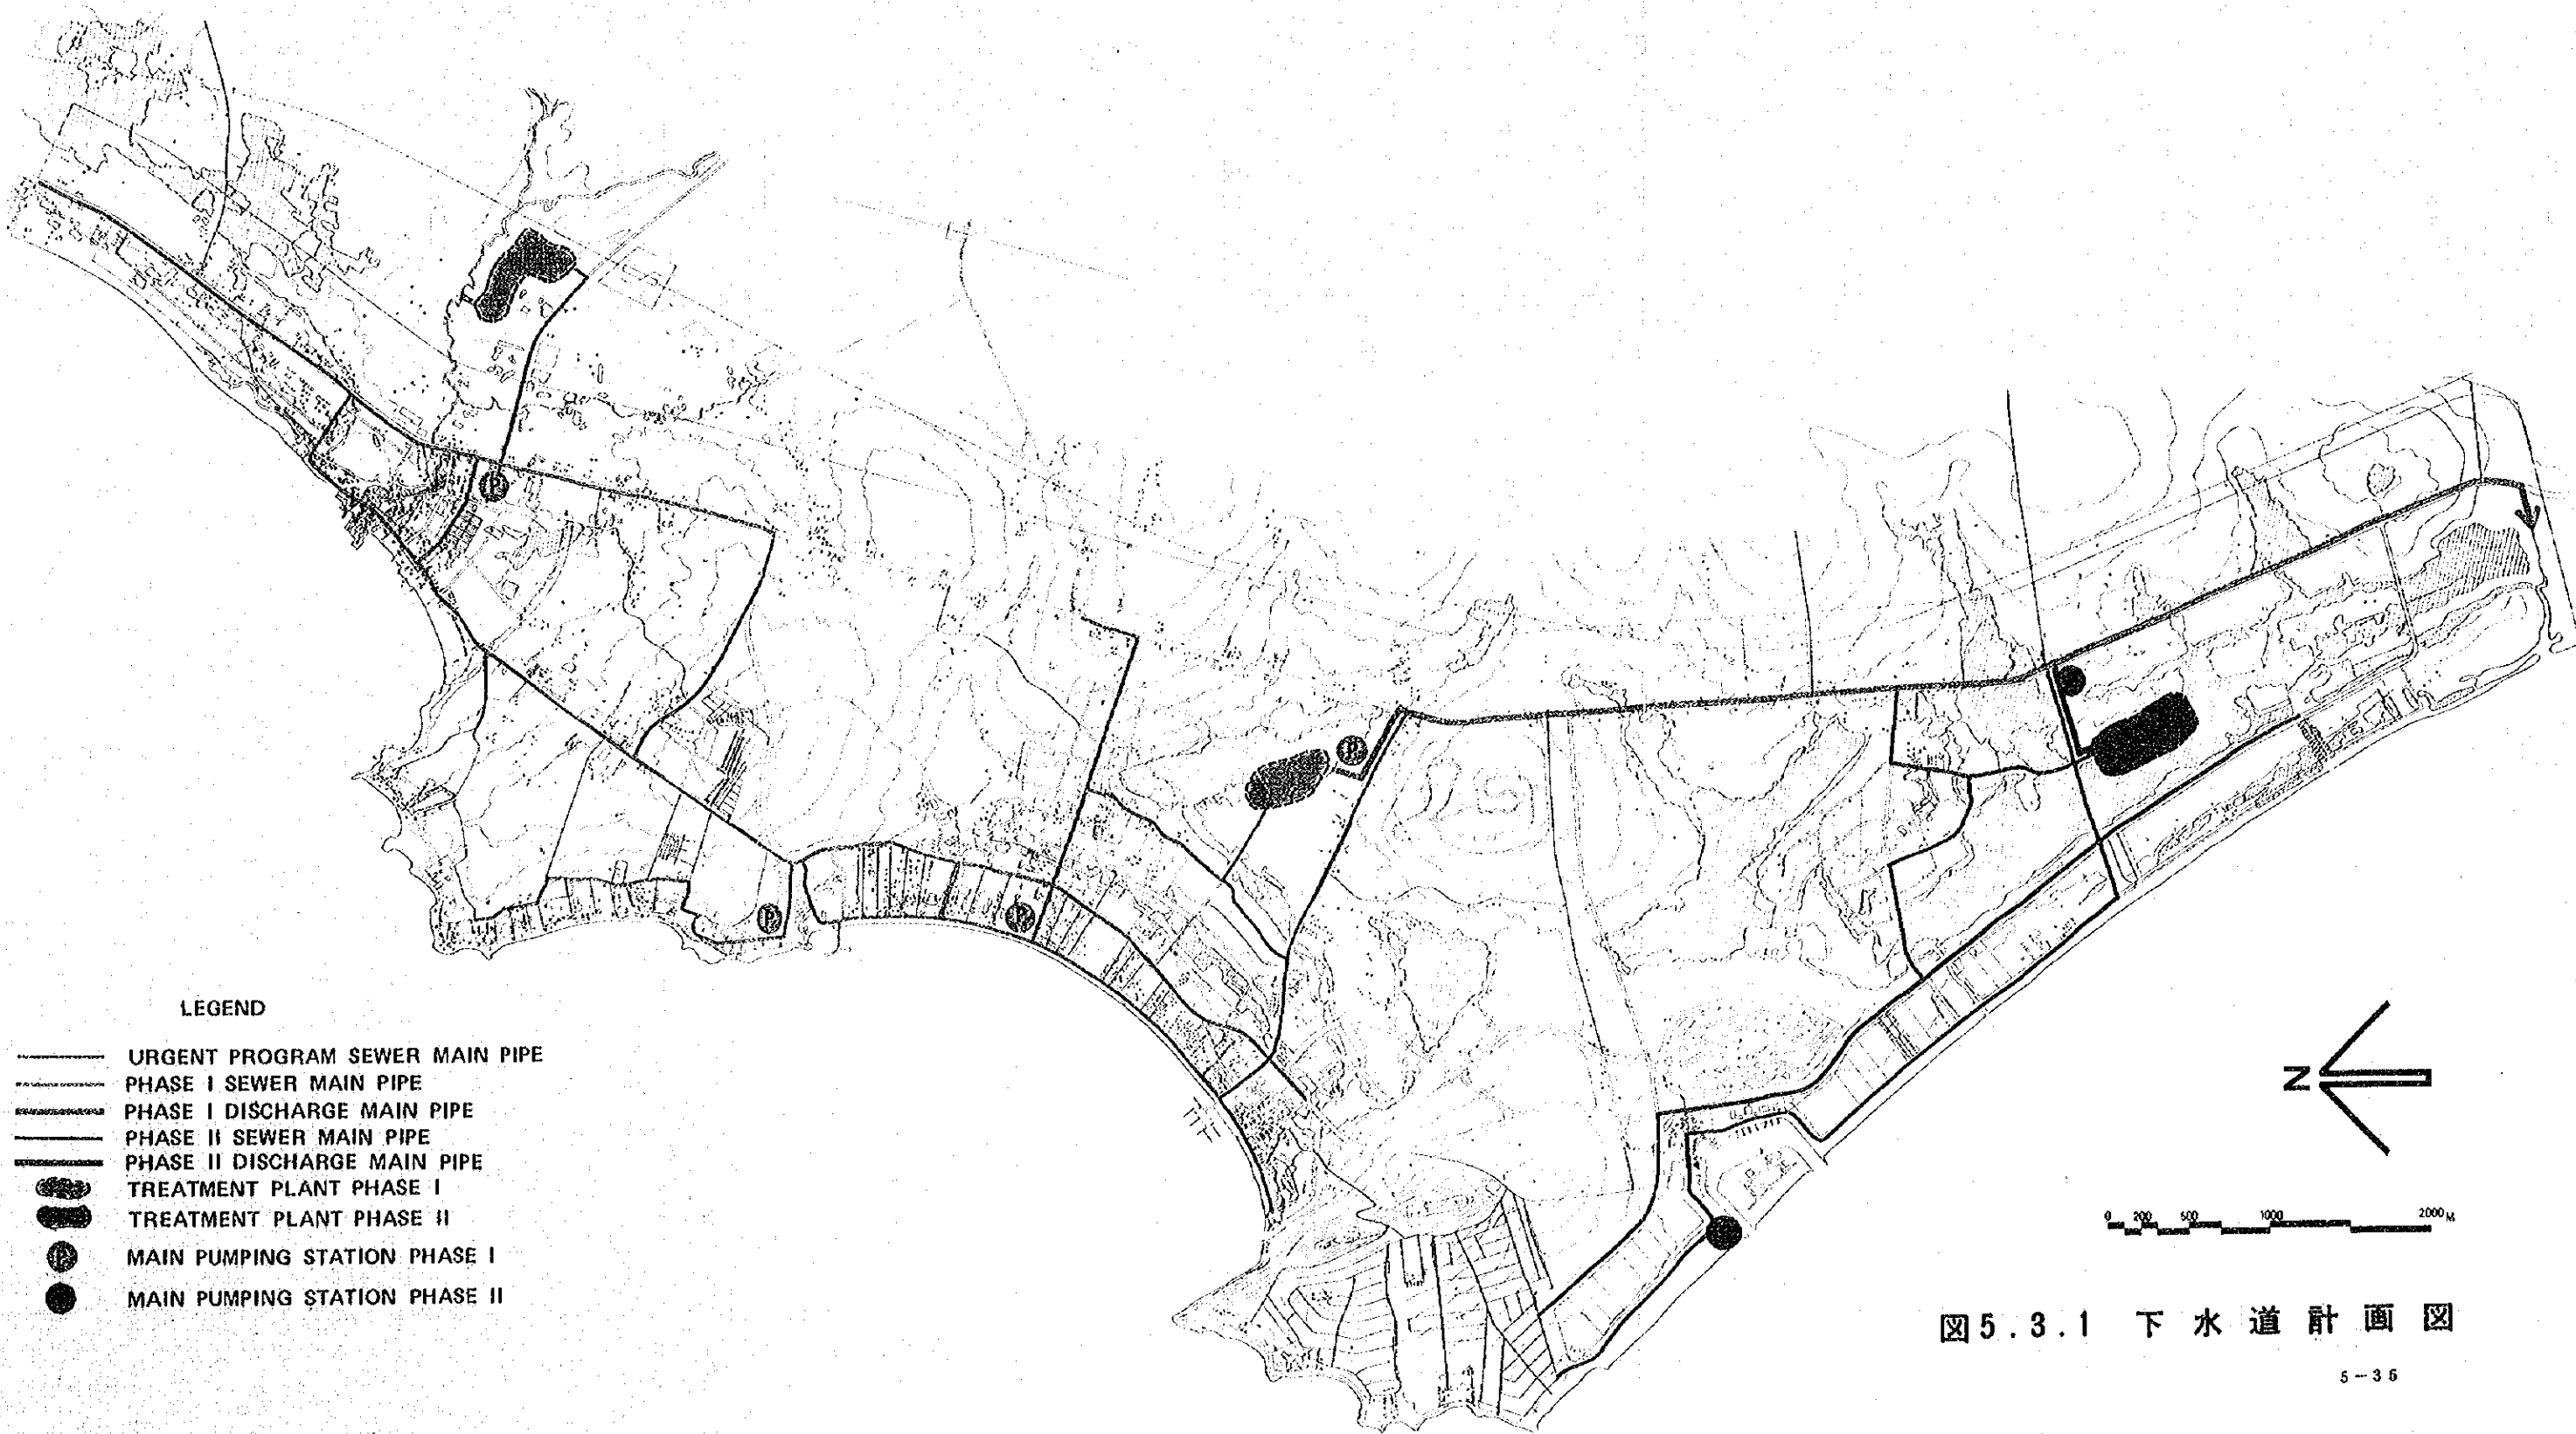 LEGEND
URGENT PROGRAM SEWER MAIN PIPE
PHASE I SEWER MAIN PIPE
PHASE I DISCHARGE MAIN PIPE
PHASE II SEWER MAIN PIPE
PHASE II DISCHARGE MAIN PIPE
TREATMENT PLANT PHASE I
TREATMENT PLANT PHASE II
P MAIN PUMPING STATION PHASE I
MAIN PUMPING STATION PHASE II
P
P
P
P
N
0 200 500 1000 2000M
図5.3.1 下水道計画図
5-36